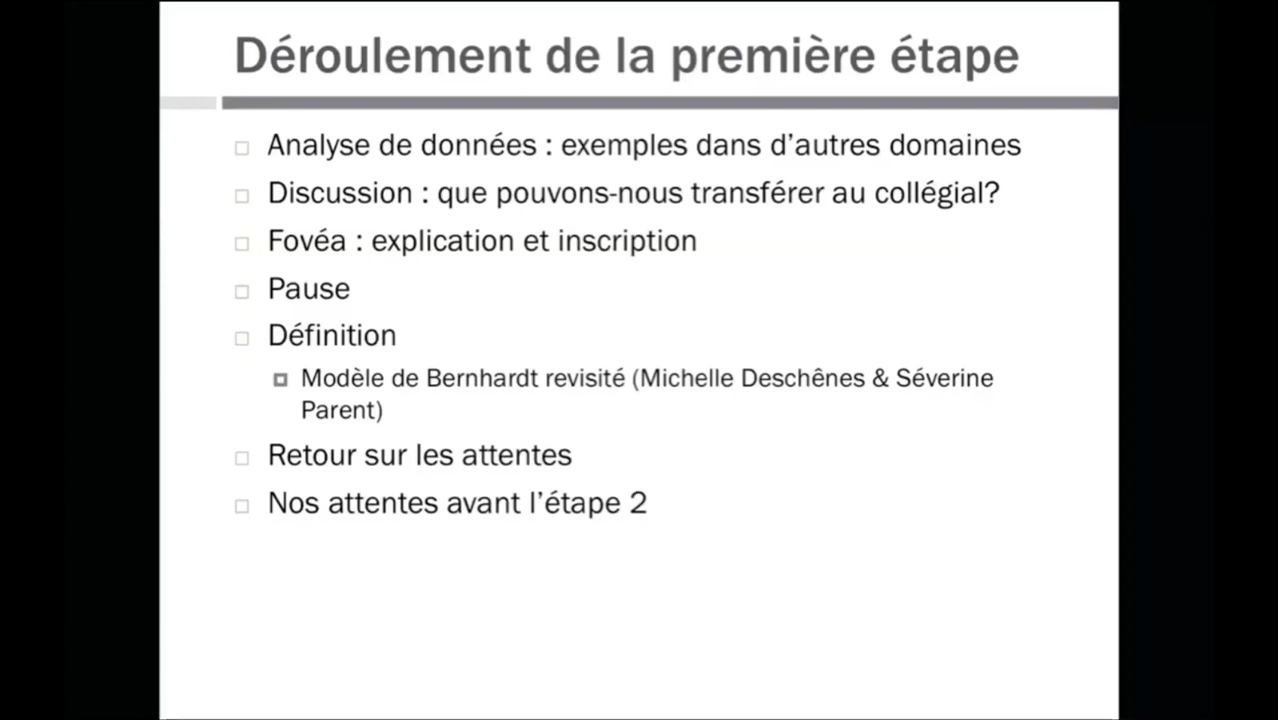 Déroulement de la première étape
Analyse de données : exemples dans d’autres domaines
Discussion : que pouvons-nous transférer au collégial?
Fovéa : explication et inscription
Pause
Définition
Modèle de Bernhardt revisité (Michelle Deschênes & Séverine
Parent)
Retour sur les attentes
Nos attentes avant l’étape 2